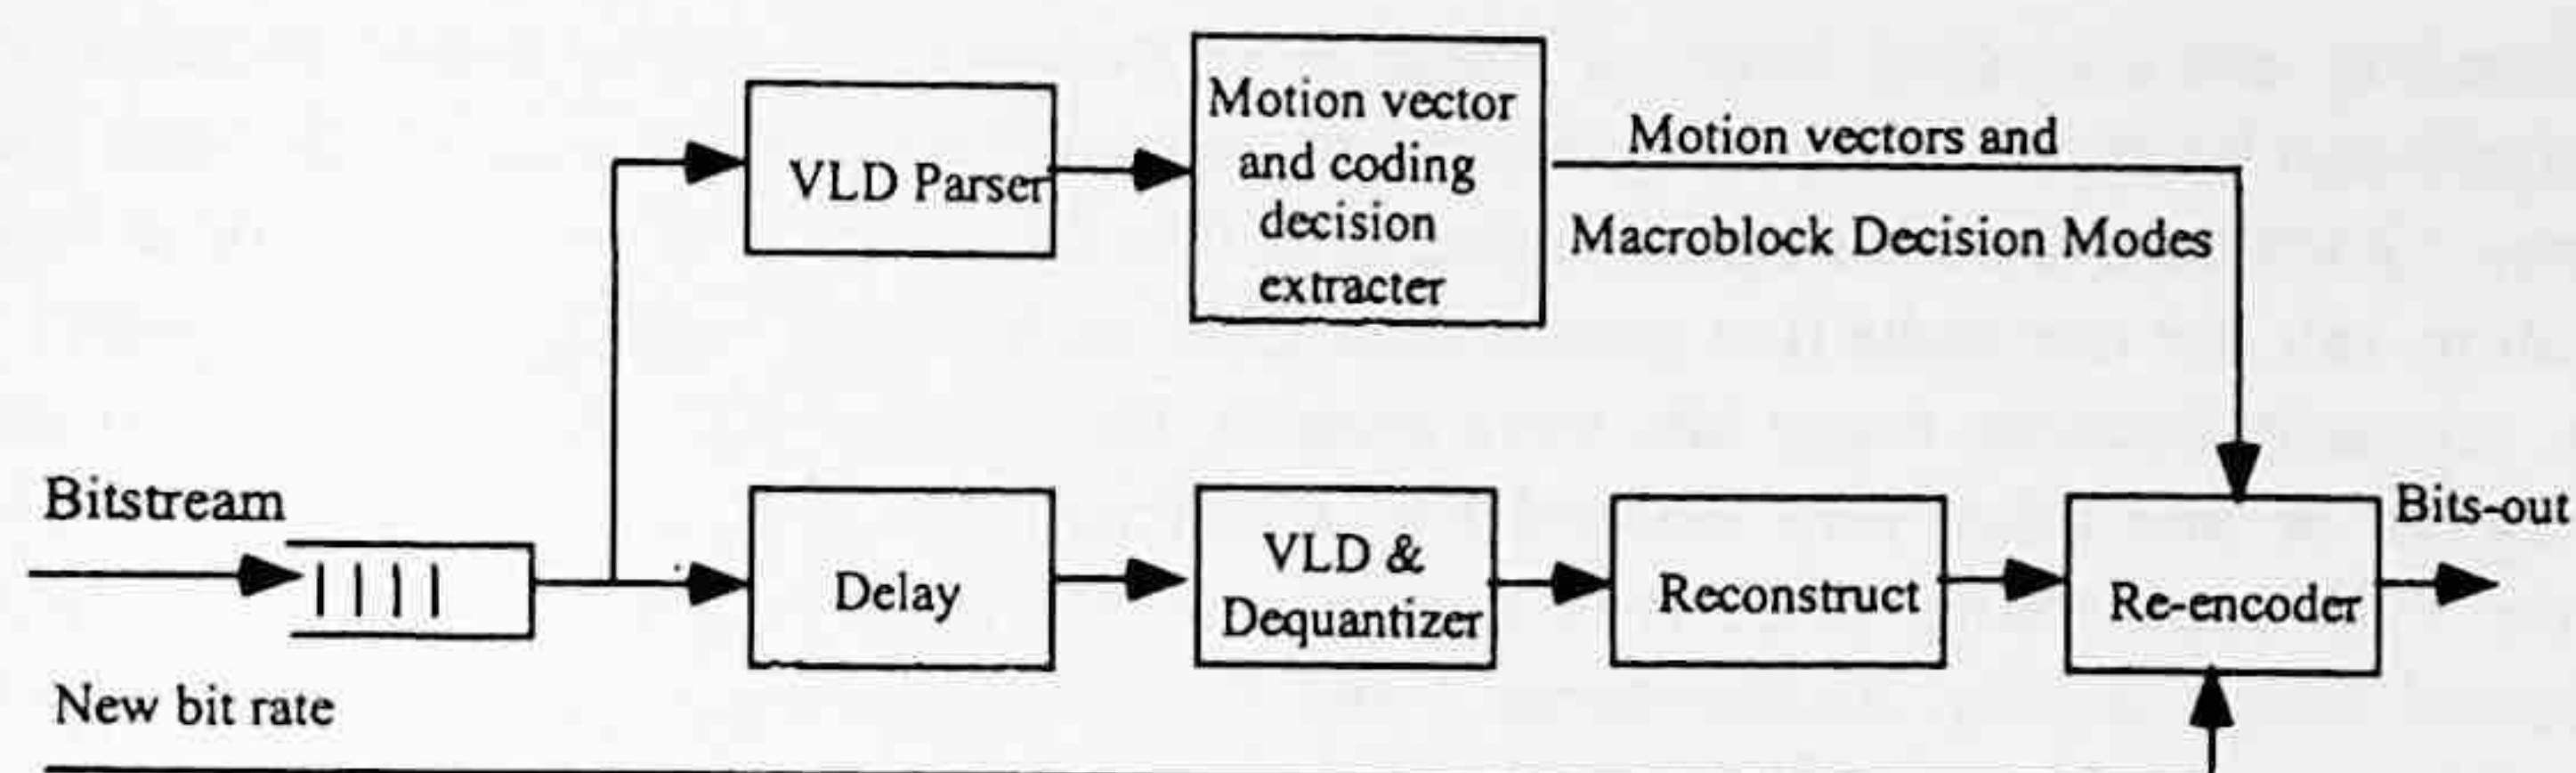 Motion vector
and coding
decision
extracter
VLD Parser
Motion vectors and
Macroblock Decision Modes
Bitstream
Delay
VLD &
Dequantizer
Reconstruct
Re-encoder
Bits-out
New bit rate